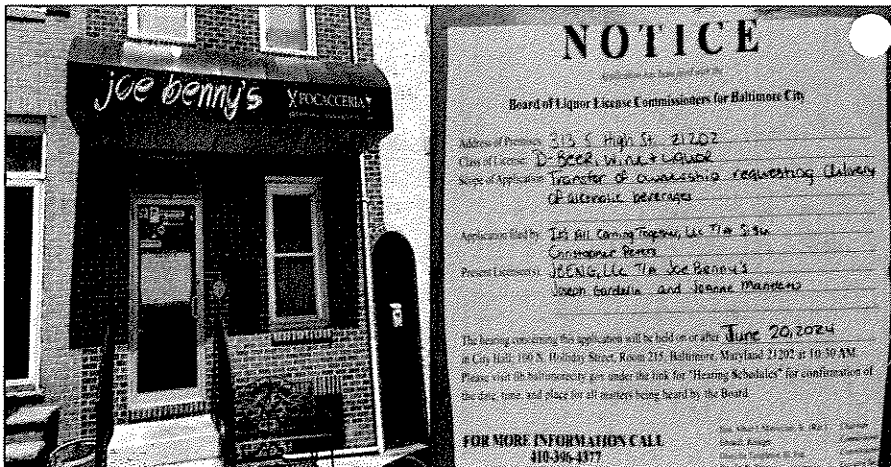 joe benny's
FOCACCERIA
NOTICE
Board of Liquor License Commissioners for Baltimore City
Address of Premises: 313 S High St. 21202
Class of License: D-Beer, Wine + Liquor
Scope of Application: Transfer of ownership requesting delivery
of alcoholic beverages
Application filed by: It's All Coming Together, LLC T/A
Christopher
Present Licensee(s): JBENG, LLC T/A Joe Benny's
Joseph Gardella and Joanne
The hearing concerning this application will be held on or after June 20, 2024
in City Hall, 100 N. Holiday Street, Room 215, Baltimore, Maryland 21202 at 10:30 AM.
Please visit llb.baltimorecity.gov under the link for "Hearing Schedules" for confirmation of
the date, time, and place for all matters being heard by the Board.
FOR MORE INFORMATION CALL
410-396-4377